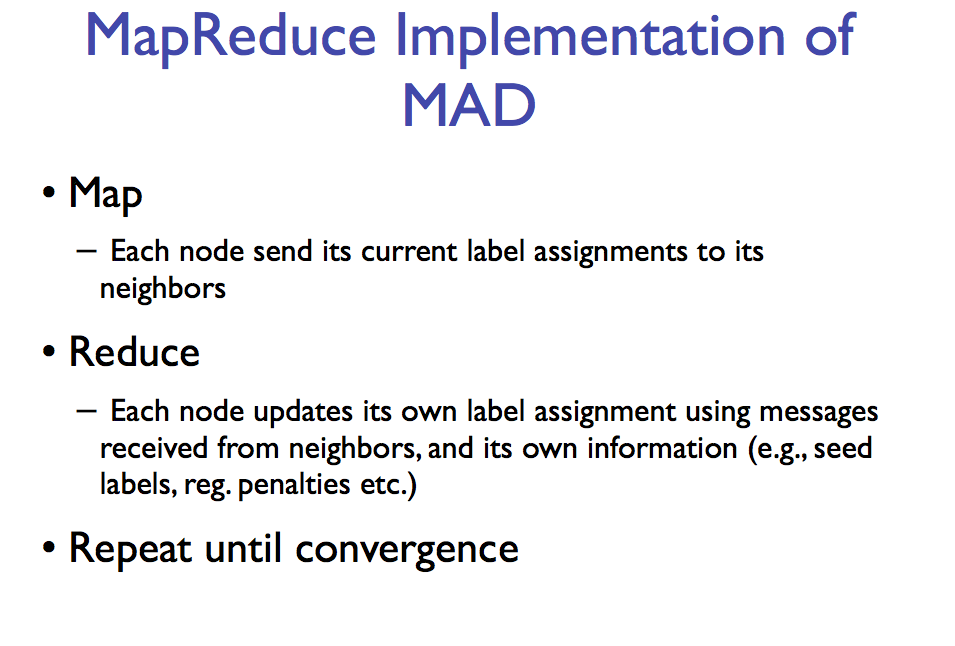 MapReduce Implementation of
MAD
• Map
– Each node send its current label assignments to its
neighbors
• Reduce
– Each node updates its own label assignment using messages
received from neighbors, and its own information (e.g., seed
labels, reg. penalties etc.)
• Repeat until convergence